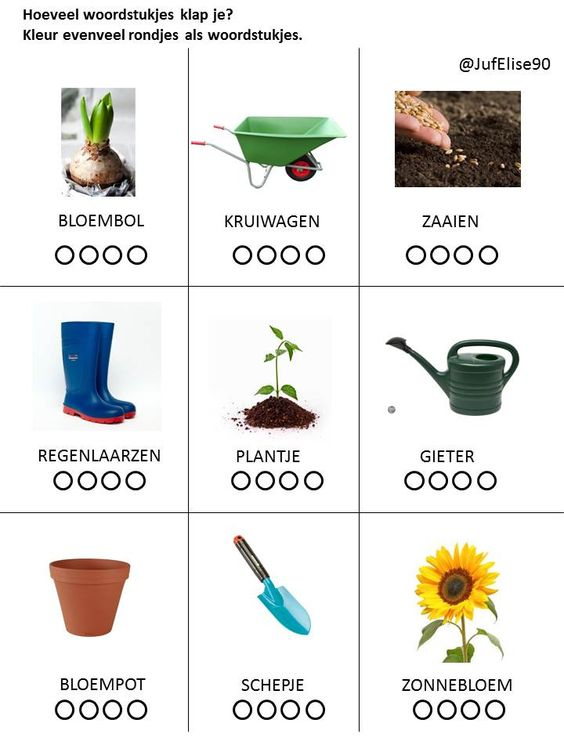 Hoeveel woordstukjes klap je?
Kleur evenveel rondjes als woordstukjes.
@JufElise90
BLOEMBOL
KRUIWAGEN
ZAAIEN
REGENLAARZEN
PLANTJE
GIETER
BLOEMPOT
SCHEPJE
ZONNEBLOEM